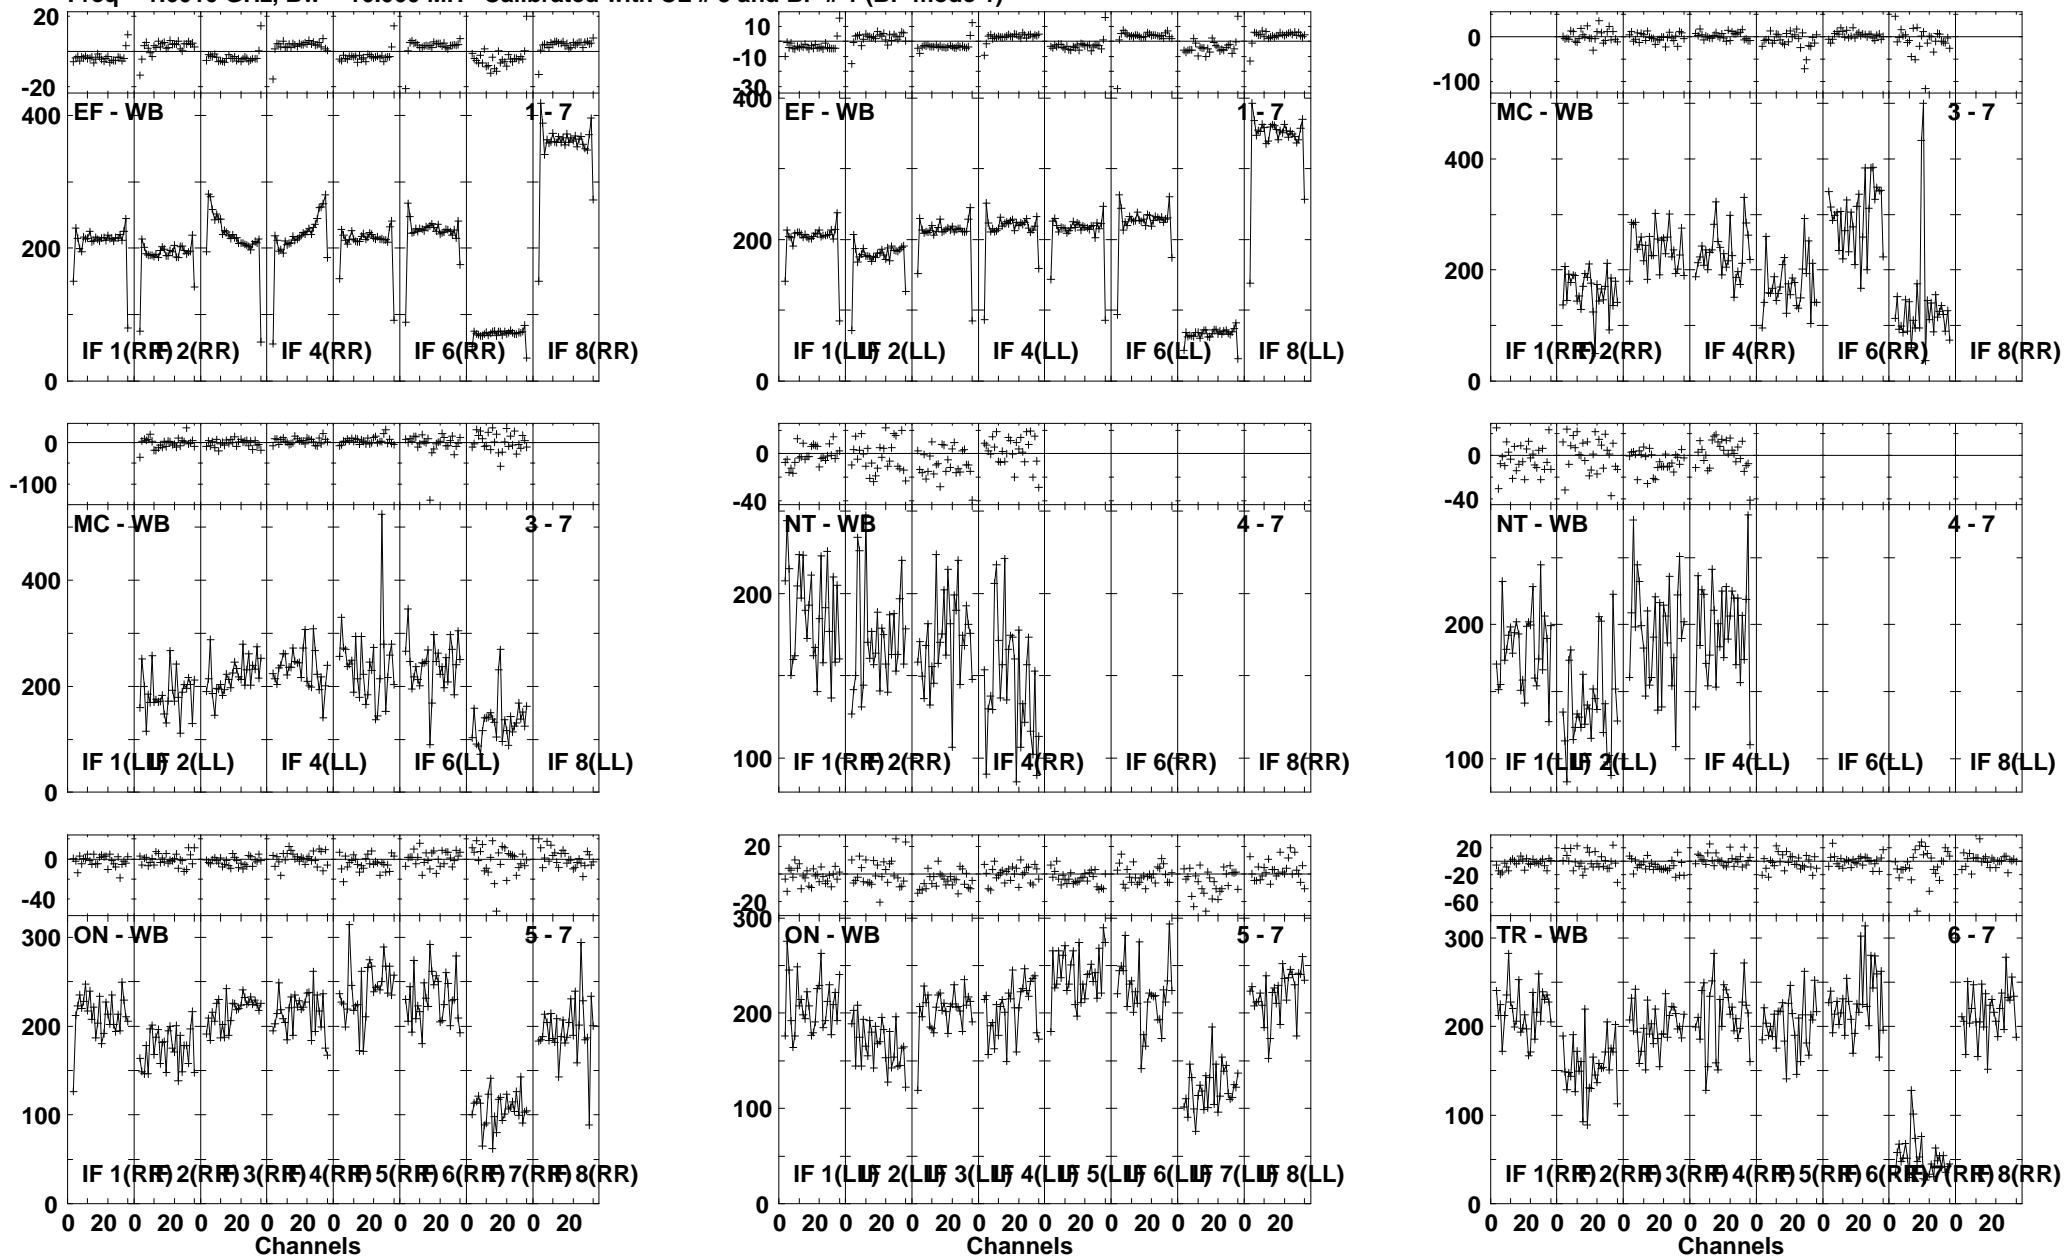 20 0 -20
400 200 0
EF - WB 1 - 7
IF 1(RR) IF 2(RR) IF 4(RR) IF 6(RR) IF 8(RR)
10 -10 -30
400 200 0
EF - WB 1 - 7
IF 1(LL) IF 2(LL) IF 4(LL) IF 6(LL) IF 8(LL)
0 -100
400 200 0
MC - WB 3 - 7
IF 1(RR) IF 2(RR) IF 4(RR) IF 6(RR) IF 8(RR)
0 -100
400 200 0
MC - WB 3 - 7
IF 1(LL) IF 2(LL) IF 4(LL) IF 6(LL) IF 8(LL)
0 -40
200 100
NT - WB 4 - 7
IF 1(RR) IF 2(RR) IF 4(RR) IF 6(RR) IF 8(RR)
0 -40
200 100
NT - WB 4 - 7
IF 1(LL) IF 2(LL) IF 4(LL) IF 6(LL) IF 8(LL)
0 -40
300 200 100 0
ON - WB 5 - 7
IF 1(RR) IF 2(RR) IF 3(RR) IF 4(RR) IF 5(RR) IF 6(RR) IF 7(RR) IF 8(RR)
0 20 0 20 0 20 0 20 0 20 0 20 0 20 0 20
Channels
20 -20
300 200 100 0
ON - WB 5 - 7
IF 1(LL) IF 2(LL) IF 3(LL) IF 4(LL) IF 5(LL) IF 6(LL) IF 7(LL) IF 8(LL)
0 20 0 20 0 20 0 20 0 20 0 20 0 20 0 20
Channels
20 -20 -60
300 200 100 0
TR - WB 6 - 7
IF 1(RR) IF 2(RR) IF 3(RR) IF 4(RR) IF 5(RR) IF 6(RR) IF 7(RR) IF 8(RR)
0 20 0 20 0 20 0 20 0 20 0 20 0 20 0 20
Channels